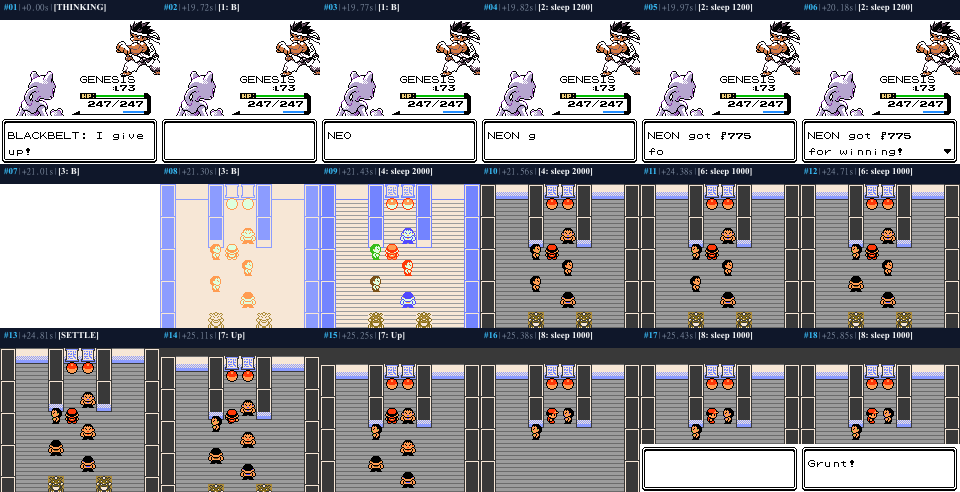 #01|+0.00s|[THINKING]
GENESIS
:L73
HP:
247/247
BLACKBELT: I give
up!
#02|+19.72s|[1: B]
GENESIS
:L73
HP:
247/247
#03|+19.77s|[1: B]
GENESIS
:L73
HP:
247/247
NEO
#04|+19.82s|[2: sleep 1200]
GENESIS
:L73
HP:
247/247
NEON g
#05|+19.97s|[2: sleep 1200]
GENESIS
:L73
HP:
247/247
NEON got ₽775
fo
#06|+20.18s|[2: sleep 1200]
GENESIS
:L73
HP:
247/247
NEON got ₽775
for winning!
#07|+21.01s|[3: B]
#08|+21.30s|[3: B]
#09|+21.43s|[4: sleep 2000]
#10|+21.56s|[4: sleep 2000]
#11|+24.38s|[6: sleep 1000]
#12|+24.71s|[6: sleep 1000]
#13|+24.81s|[SETTLE]
#14|+25.11s|[7: Up]
#15|+25.25s|[7: Up]
#16|+25.38s|[8: sleep 1000]
#17|+25.43s|[8: sleep 1000]
#18|+25.85s|[8: sleep 1000]
Grunt!